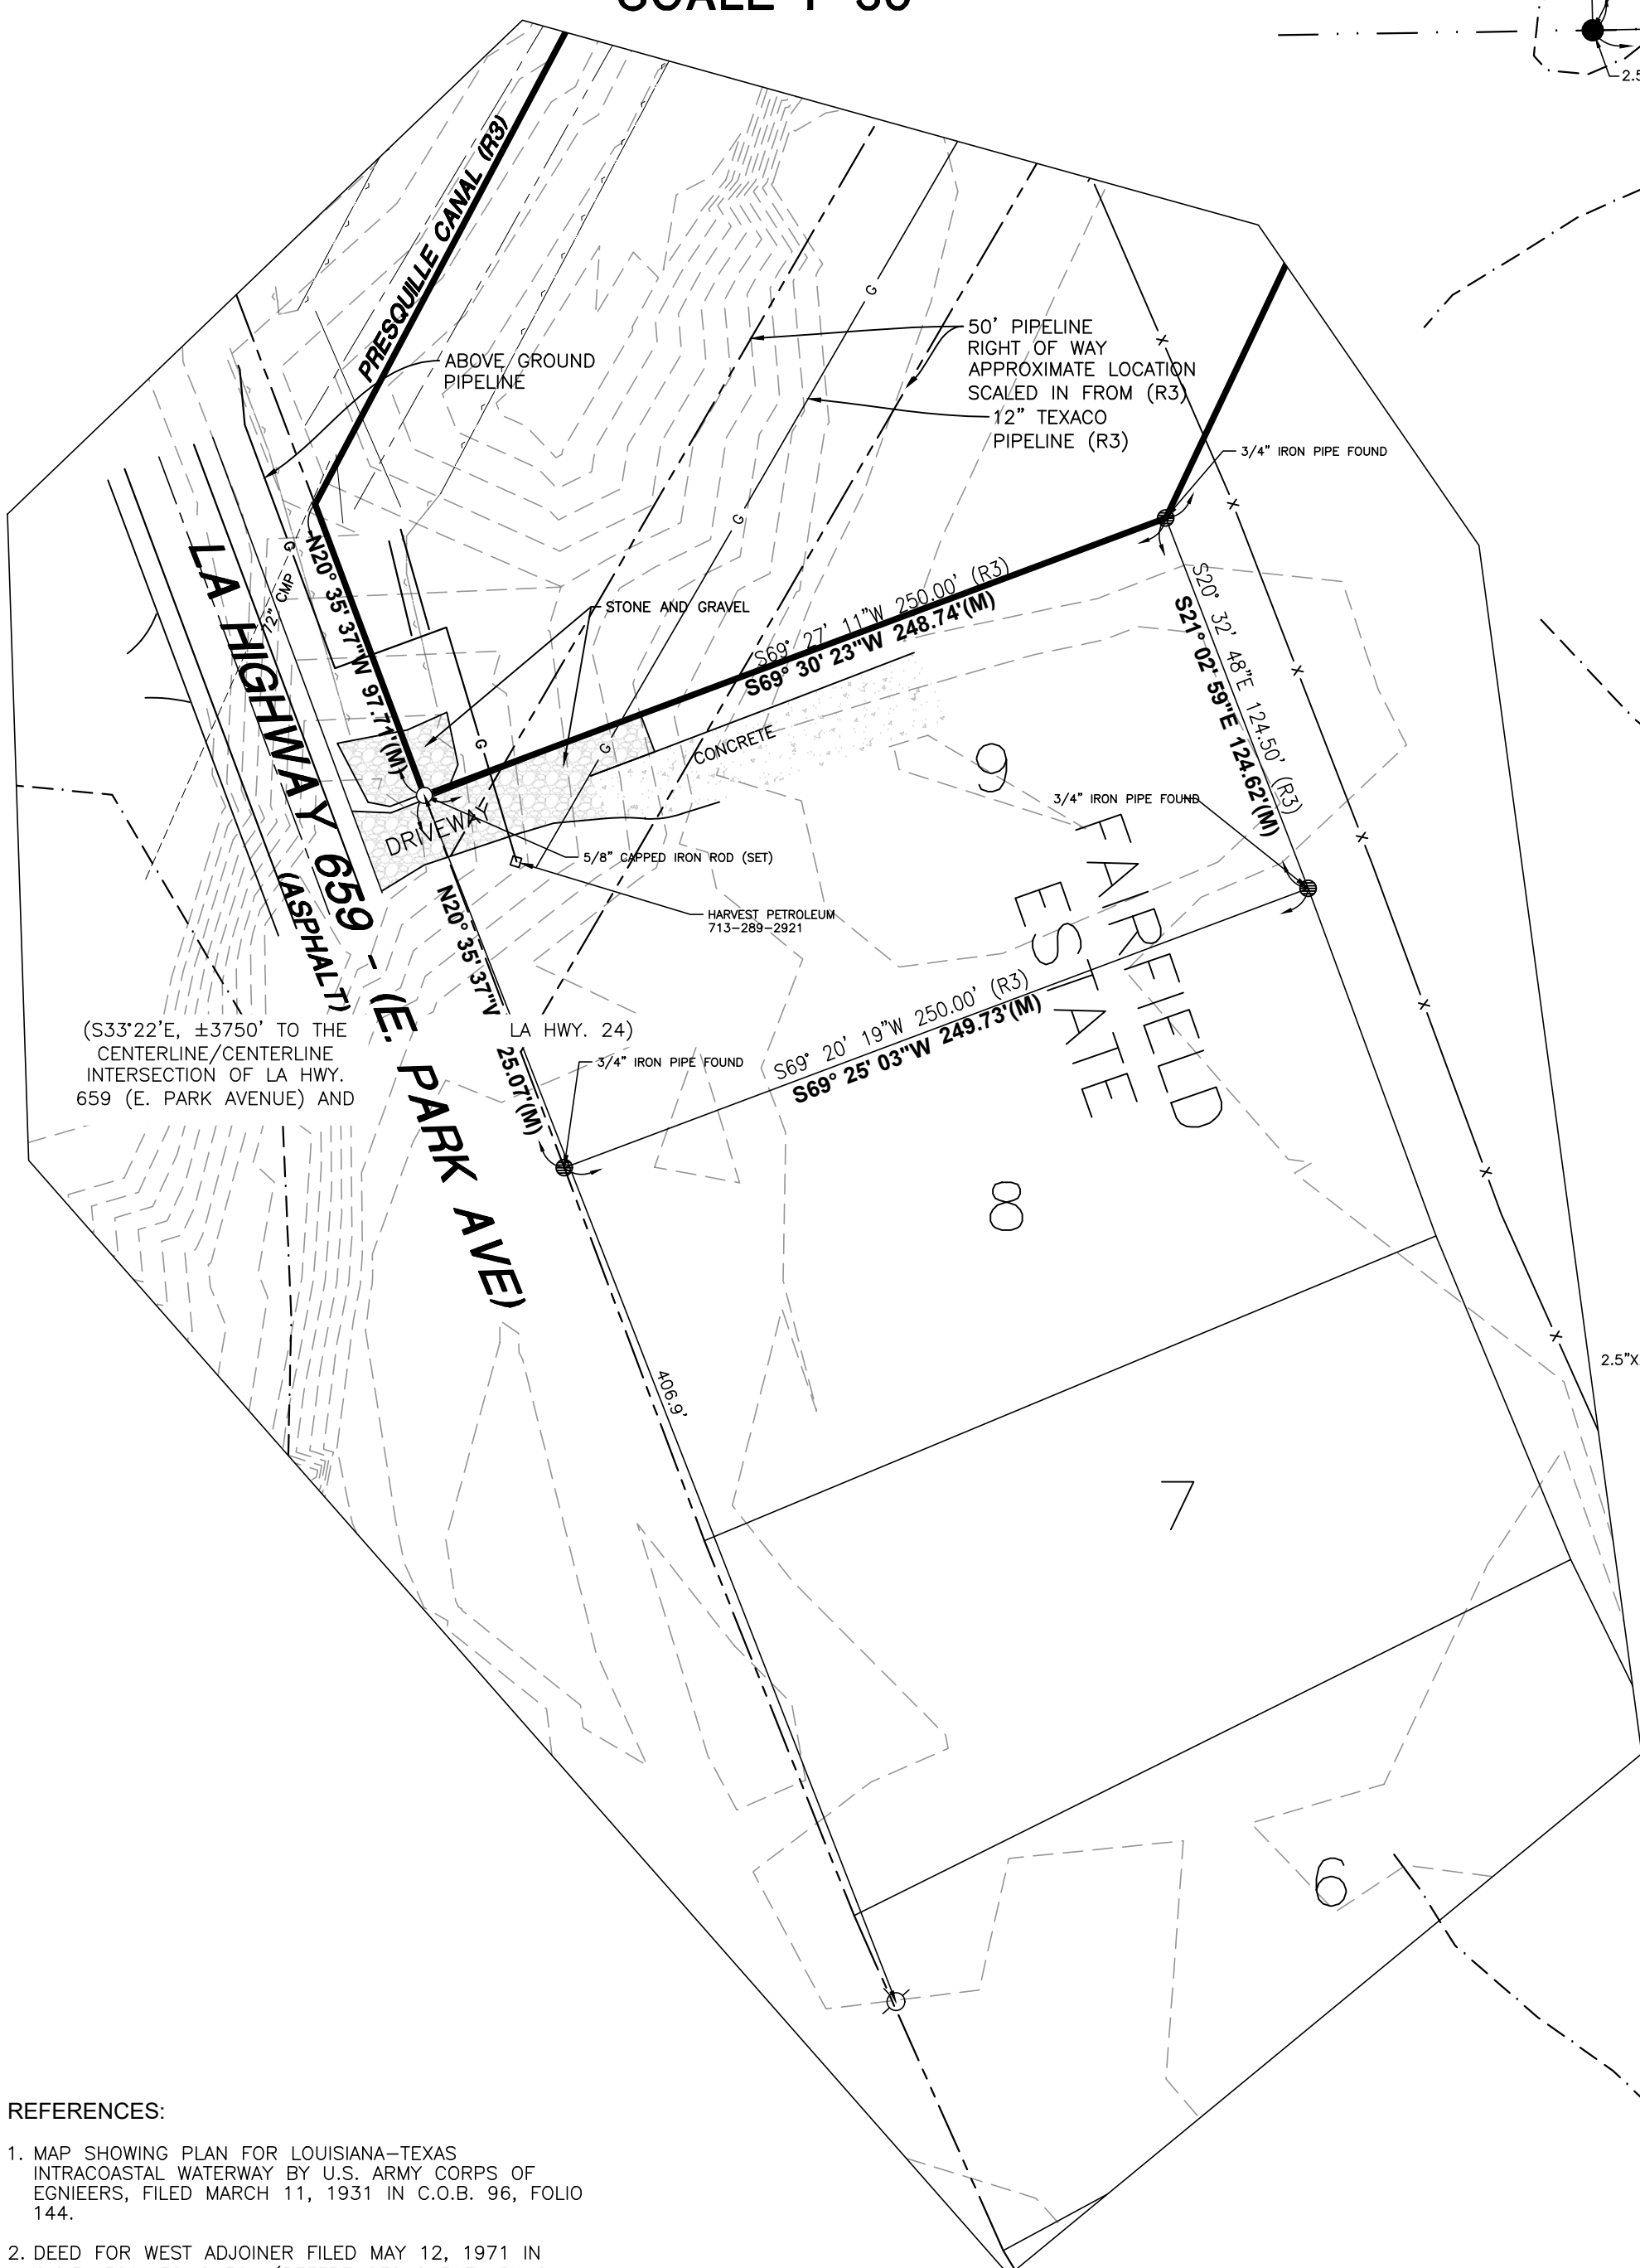 2.5
PRESQUILLE CANAL (R3)
ABOVE GROUND
PIPELINE
50' PIPELINE
RIGHT OF WAY
APPROXIMATE LOCATION
SCALED IN FROM (R3)
12" TEXACO
PIPELINE (R3)
3/4" IRON PIPE FOUND
G
G
G
G
G
X
X
X
X
X
X
X
LA HIGHWAY 659 - (E. PARK AVE)
(ASPHALT)
12" CMP
N20° 35' 37"W 97.71'(M)
STONE AND GRAVEL
S69° 27' 11"W 250.00' (R3)
S69° 30' 23"W 248.74'(M)
S20° 32' 48"E 124.50' (R3)
S21° 02' 59"E 124.62'(M)
CONCRETE
DRIVEWAY
9
3/4" IRON PIPE FOUND
5/8" CAPPED IRON ROD (SET)
HARVEST PETROLEUM
713-289-2921
FAIRFIELD
ESTATE
N20° 35' 37"
25.07'(M)
(S33°22'E, ±3750' TO THE
CENTERLINE/CENTERLINE
INTERSECTION OF LA HWY.
659 (E. PARK AVENUE) AND
LA HWY. 24)
3/4" IRON PIPE FOUND
S69° 20' 19"W 250.00' (R3)
S69° 25' 03"W 249.73'(M)
8
406.9'
2.5"X
7
6
REFERENCES:
1. MAP SHOWING PLAN FOR LOUISIANA-TEXAS
INTRACOASTAL WATERWAY BY U.S. ARMY CORPS OF
EGNIEERS, FILED MARCH 11, 1931 IN C.O.B. 96, FOLIO
144.
2. DEED FOR WEST ADJOINER FILED MAY 12, 1971 IN